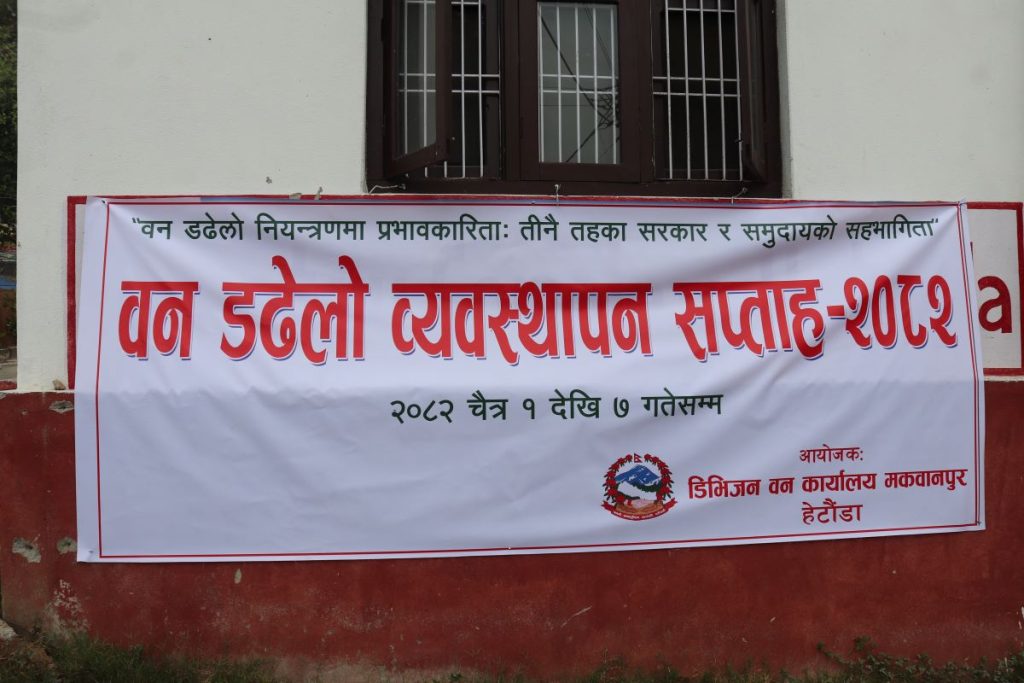 "वन डढेलो नियन्त्रणमा प्रभावकारिताः तीनै तहका सरकार र समुदायको सहभागिता"
वन डढेलो व्यवस्थापन सप्ताह-२०८२
२०८२ चैत्र १ देखि ७ गतेसम्म
आयोजकः
डिभिजन वन कार्यालय मकवानपुर
हेटौंडा